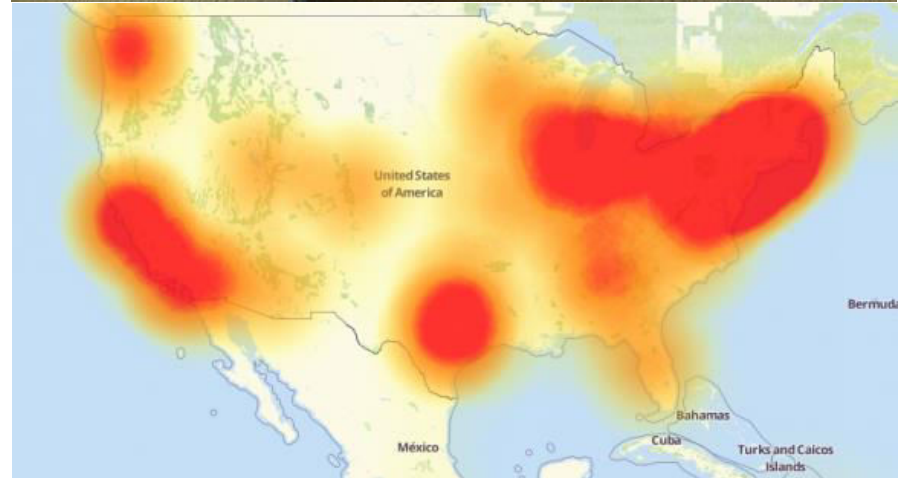 United States
of America
Bermuda
Bahamas
México
Cuba
Turks and Caicos
Islands